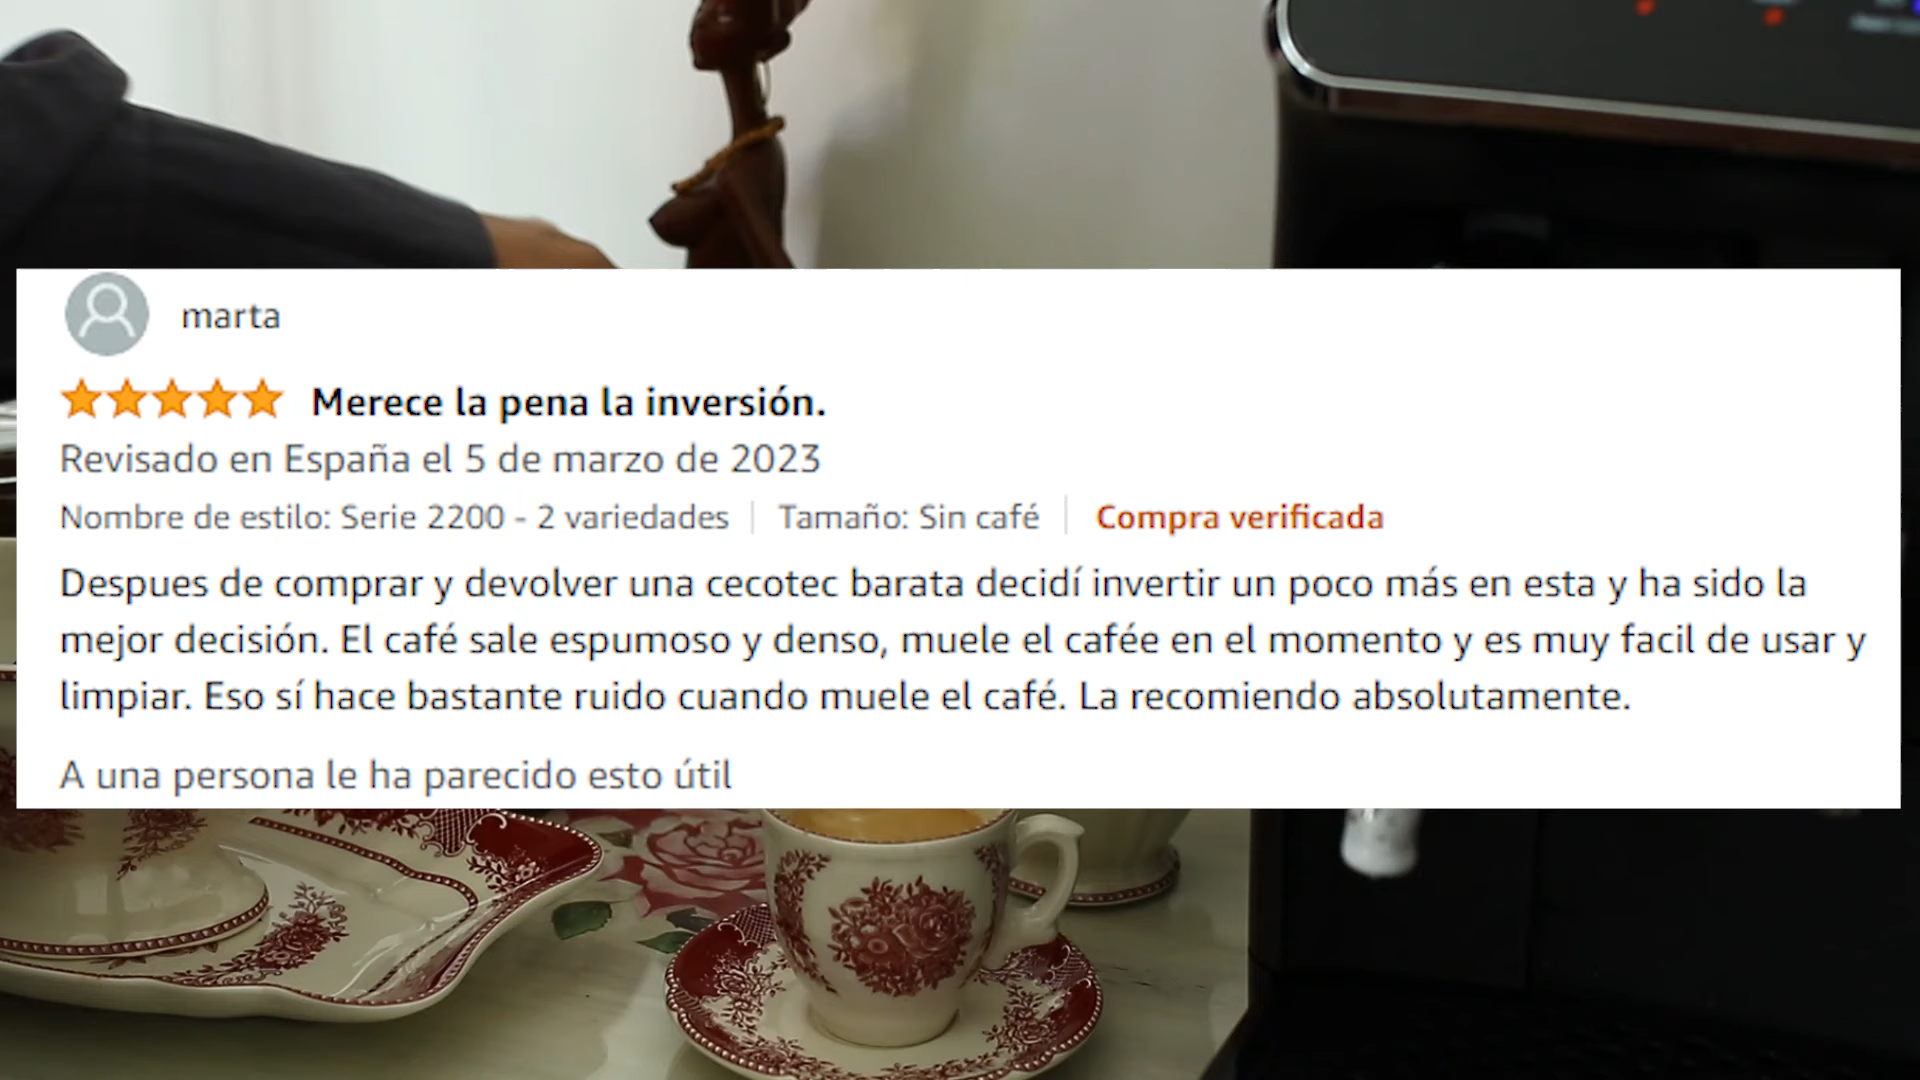 marta
Merece la pena la inversión.
Revisado en España el 5 de marzo de 2023
Nombre de estilo: Serie 2200 - 2 variedades | Tamaño: Sin café | Compra verificada
Despues de comprar y devolver una cecotec barata decidí invertir un poco más en esta y ha sido la
mejor decisión. El café sale espumoso y denso, muele el cafée en el momento y es muy facil de usar y
limpiar. Eso sí hace bastante ruido cuando muele el café. La recomiendo absolutamente.
A una persona le ha parecido esto útil